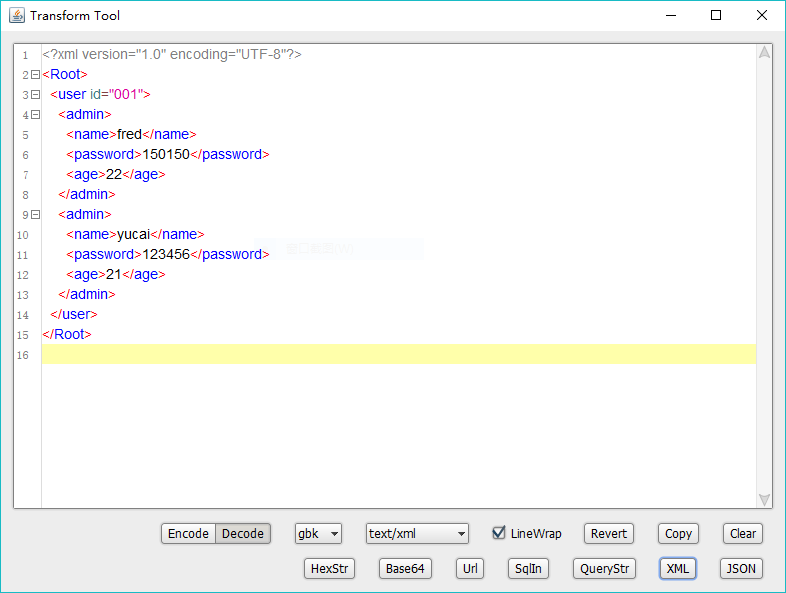 Transform Tool
1 <?xml version="1.0" encoding="UTF-8"?>
2 <Root>
3 <user id="001">
4 <admin>
5 <name>fred</name>
6 <password>150150</password>
7 <age>22</age>
8 </admin>
9 <admin>
10 <name>yucai</name>
11 <password>123456</password>
12 <age>21</age>
13 </admin>
14 </user>
15 </Root>
16
Encode Decode gbk text/xml LineWrap Revert Copy Clear
HexStr Base64 Url SqlIn QueryStr XML JSON